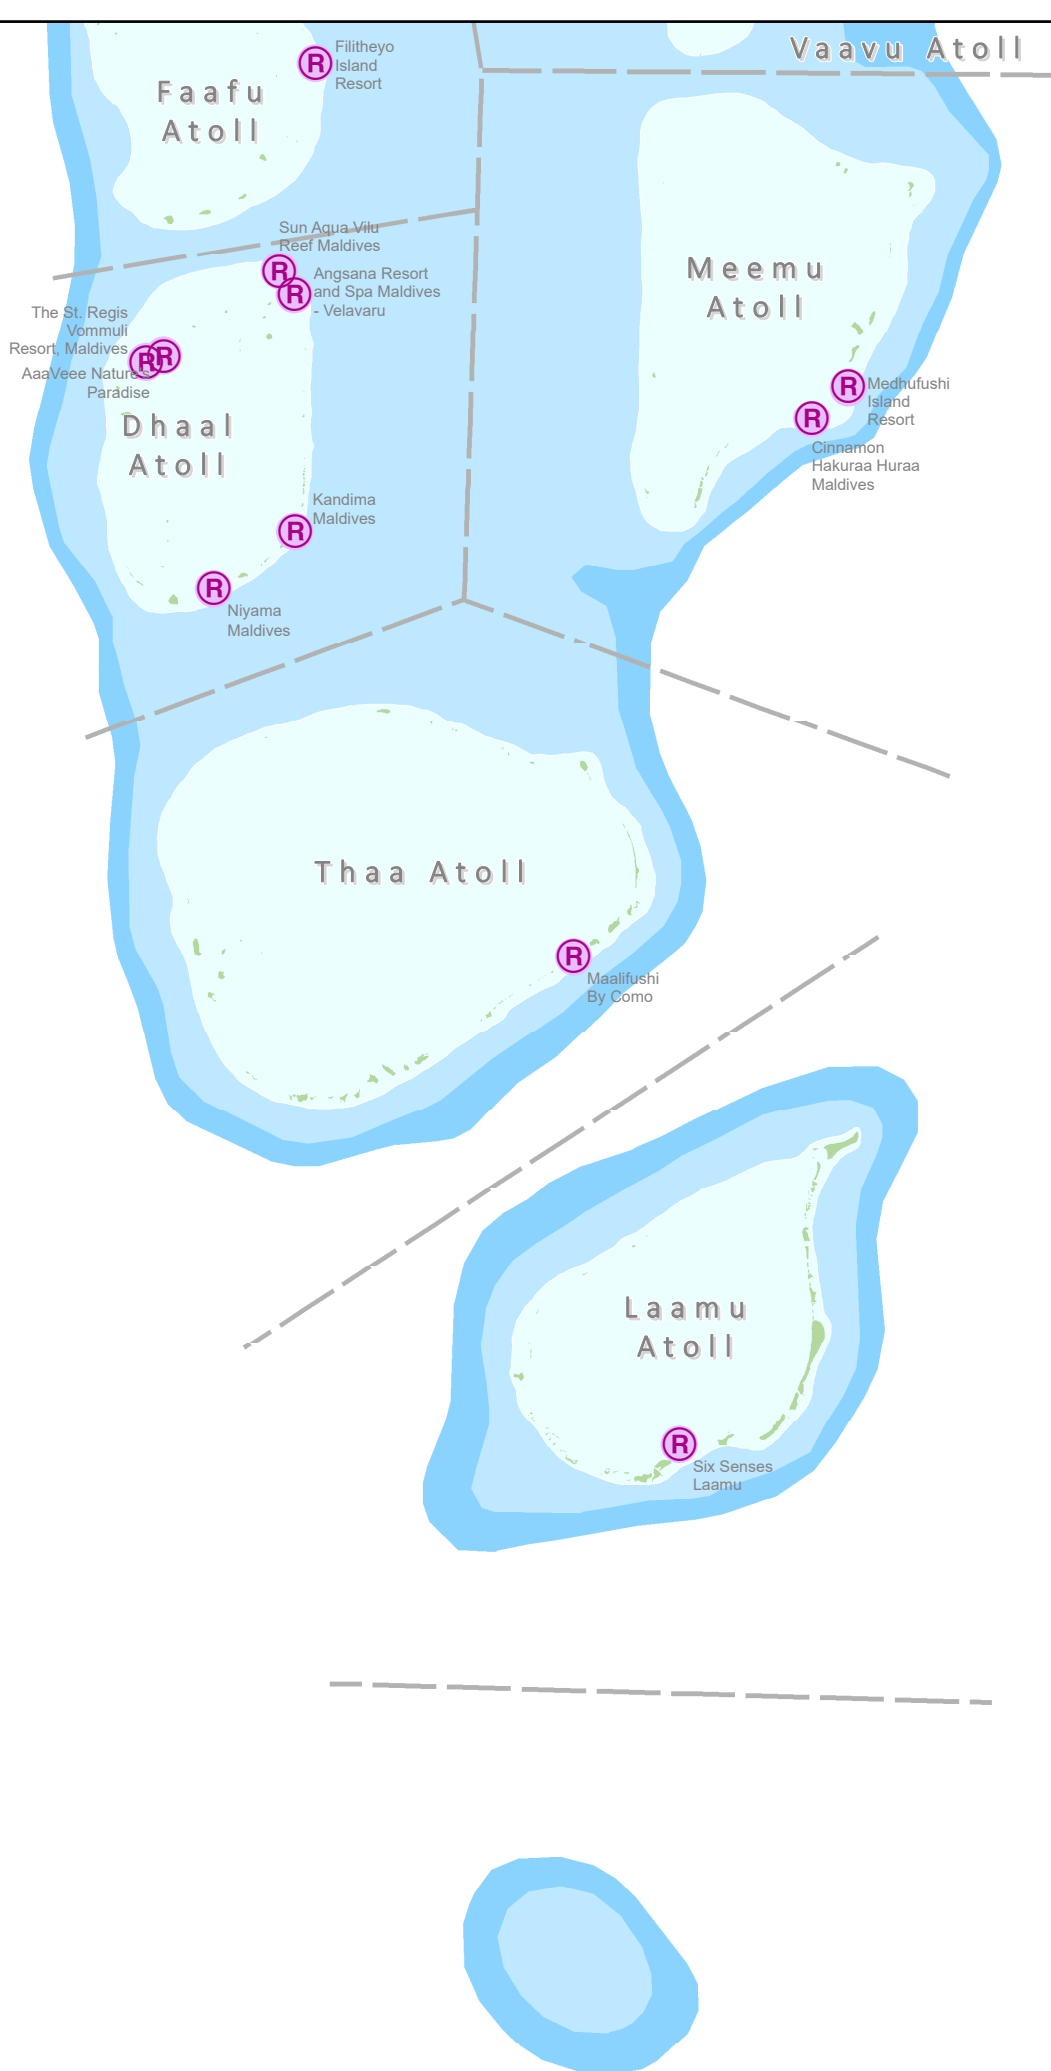 Vaavu Atoll
Filitheyo
Island
Resort
R
Faafu
Atoll
Sun Aqua Vilu
Reef Maldives
R
Angsana Resort
and Spa Maldives
- Velavaru
R
Meemu
Atoll
The St. Regis
Vommuli
Resort, Maldives
R
R
AaaVeee Nature's
Paradise
Dhaal
Atoll
R
Medhufushi
Island
Resort
R
Cinnamon
Hakuraa Huraa
Maldives
Kandima
Maldives
R
R
Niyama
Maldives
Thaa Atoll
R
Maalifushi
By Como
Laamu
Atoll
R
Six Senses
Laamu